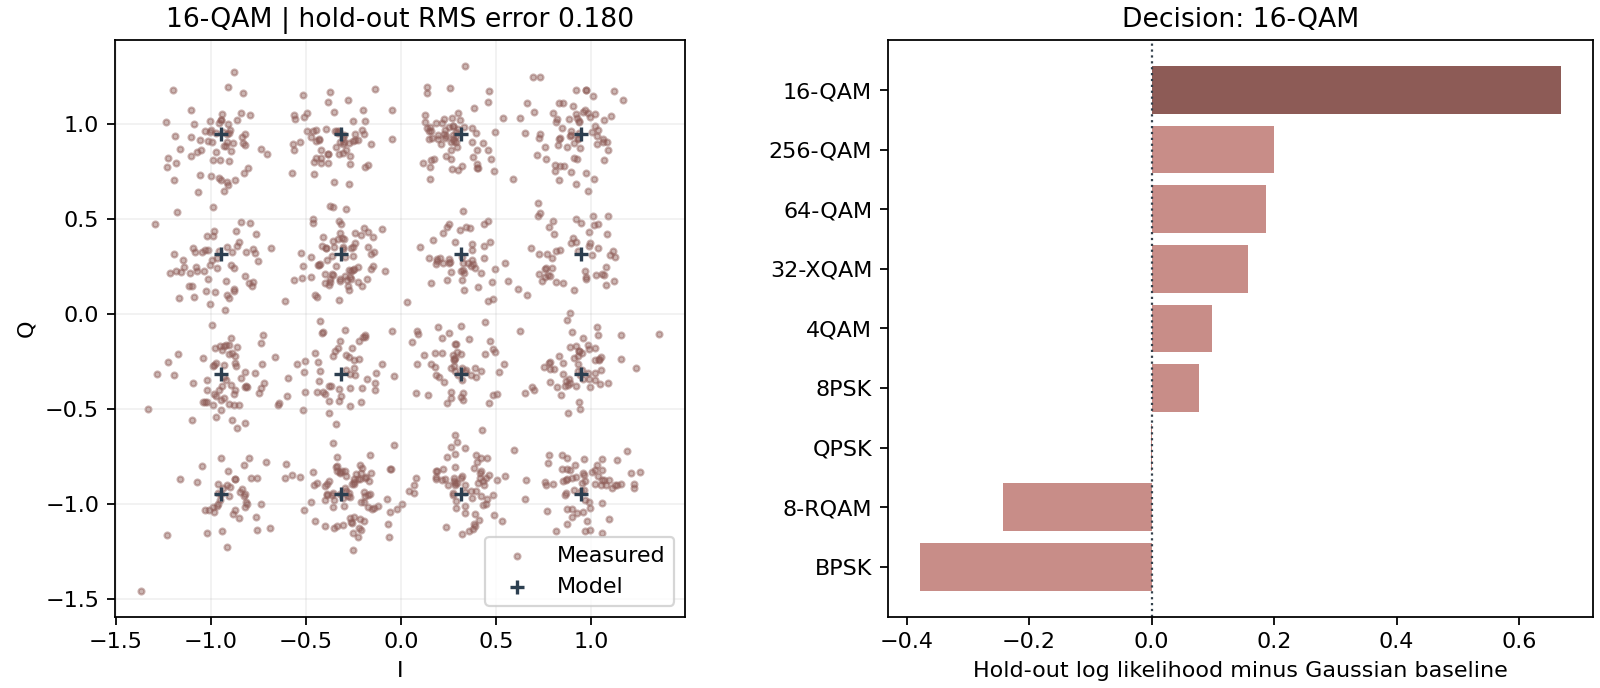 16-QAM | hold-out RMS error 0.180
1.0
0.5
0.0
−0.5
−1.0
−1.5
Q
−1.5
−1.0
−0.5
0.0
0.5
1.0
I
Measured
Model
Decision: 16-QAM
16-QAM
256-QAM
64-QAM
32-XQAM
4QAM
8PSK
QPSK
8-RQAM
BPSK
−0.4
−0.2
0.0
0.2
0.4
0.6
Hold-out log likelihood minus Gaussian baseline